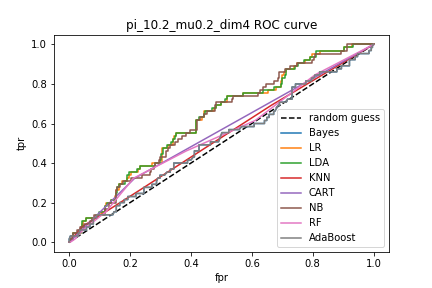 pi_10.2_mu0.2_dim4 ROC curve
1.0
0.8
0.6
0.4
0.2
0.0
tpr
random guess
Bayes
LR
LDA
KNN
CART
NB
RF
AdaBoost
0.0 0.2 0.4 0.6 0.8 1.0
fpr